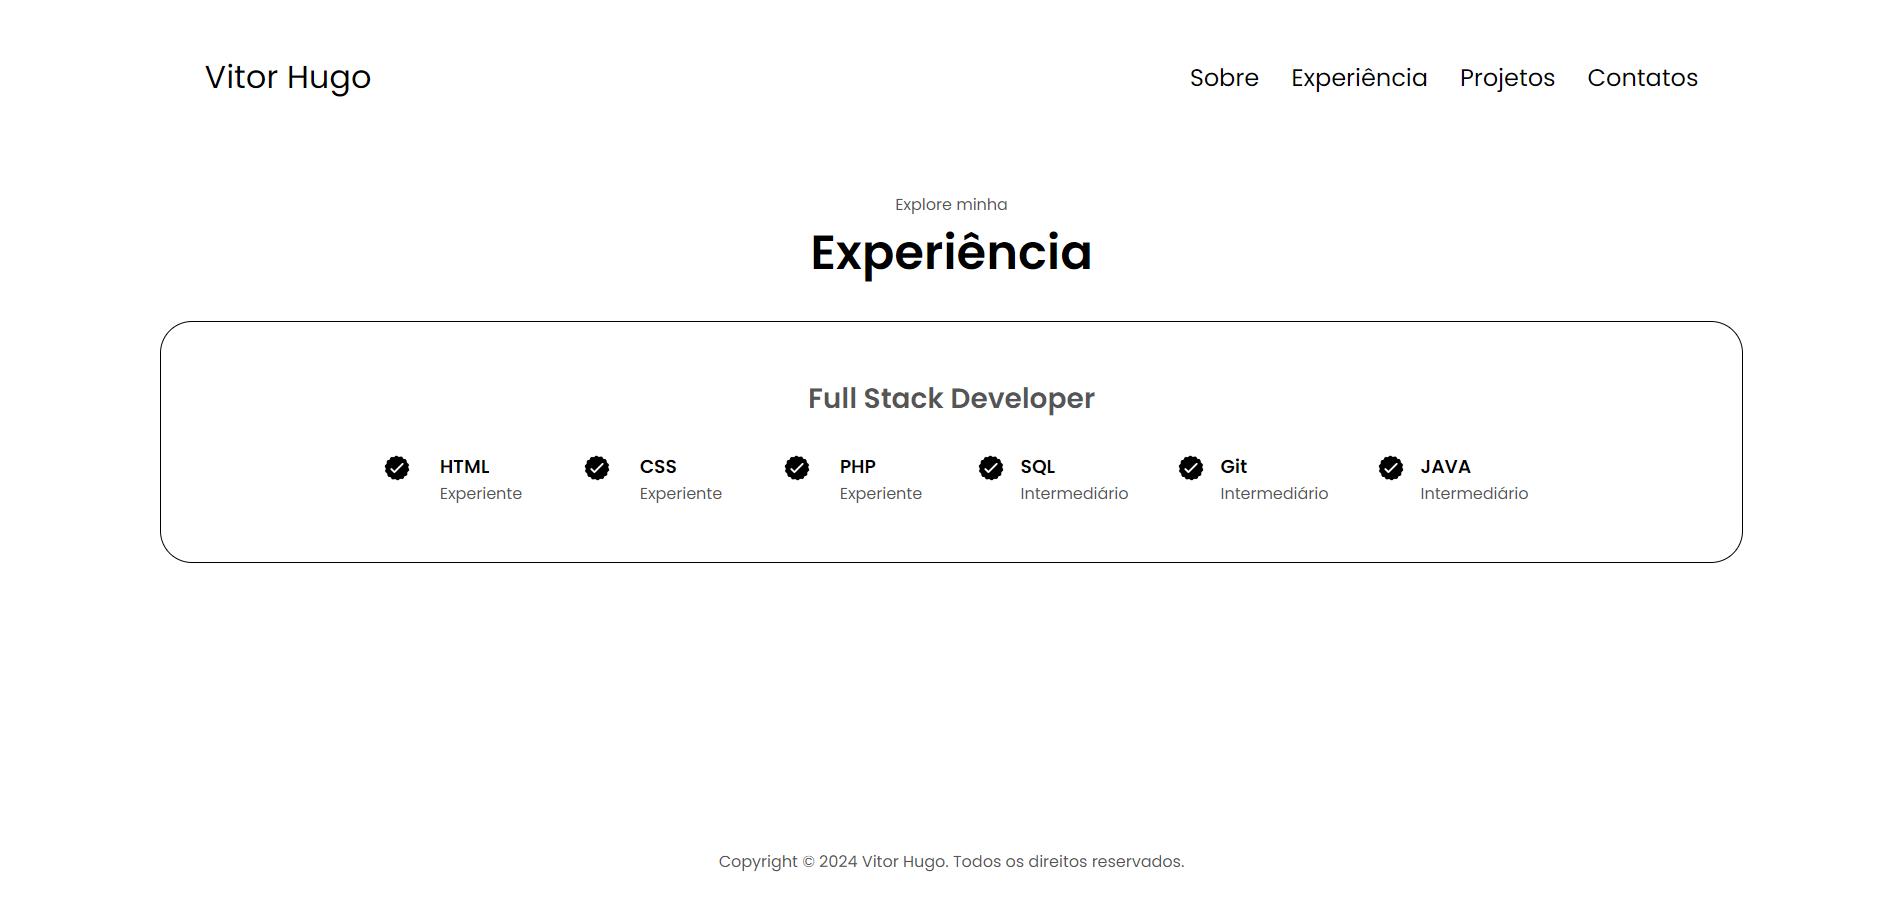 Vitor Hugo
Sobre Experiência Projetos Contatos
Explore minha
Experiência
Full Stack Developer
HTML
Experiente
CSS
Experiente
PHP
Experiente
SQL
Intermediário
Git
Intermediário
JAVA
Intermediário
Copyright © 2024 Vitor Hugo. Todos os direitos reservados.